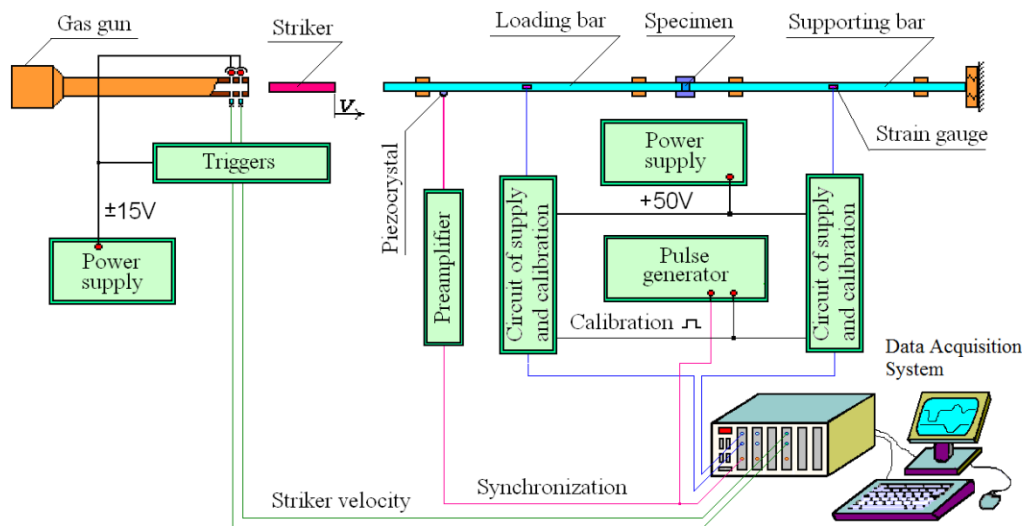 Gas gun
Striker
Loading bar
Specimen
Supporting bar
V
Strain gauge
Piezocrystal
Triggers
±15V
Power
supply
Preamplifier
Circuit of supply
and calibration
Power
supply
+50V
Pulse
generator
Calibration
Circuit of supply
and calibration
Data Acquisition
System
Striker velocity
Synchronization